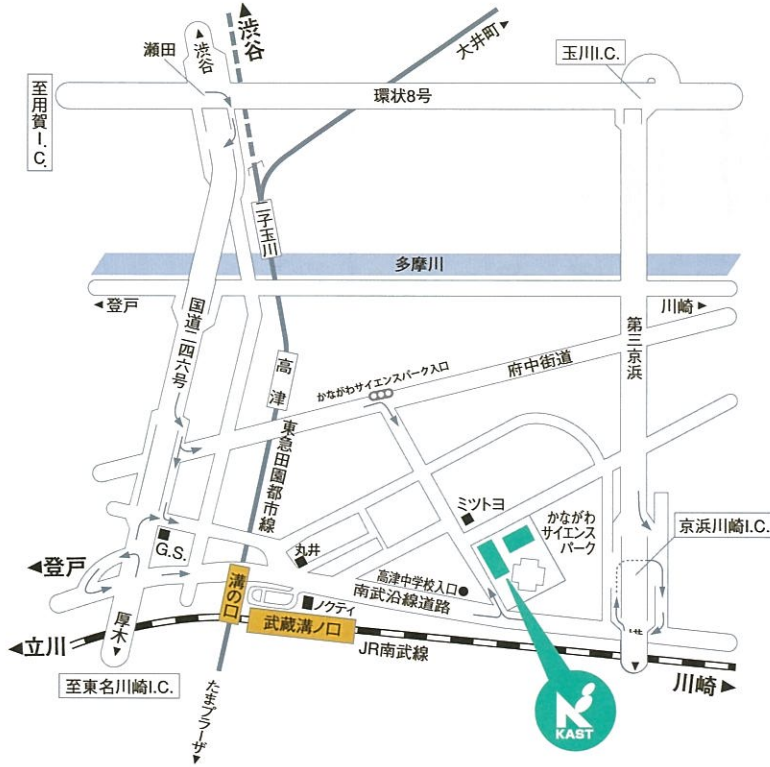 ▲渋谷
▲渋谷
瀬田
大井町▶
玉川I.C.
至用賀I.C.
環状8号
二子玉川
多摩川
◀登戸
川崎▶
国道二四六号
第三京浜
高津
かながわサイエンスパーク入口
府中街道
東急田園都市線
ミツトヨ
かながわ
サイエンス
パーク
京浜川崎I.C.
G.S.
丸井
◀登戸
溝の口
高津中学校入口
南武沿線道路
ノクティ
武蔵溝ノ口
厚木▶
◀立川
JR南武線
川崎▶
至東名川崎I.C.
たまプラーザ▶
KAST